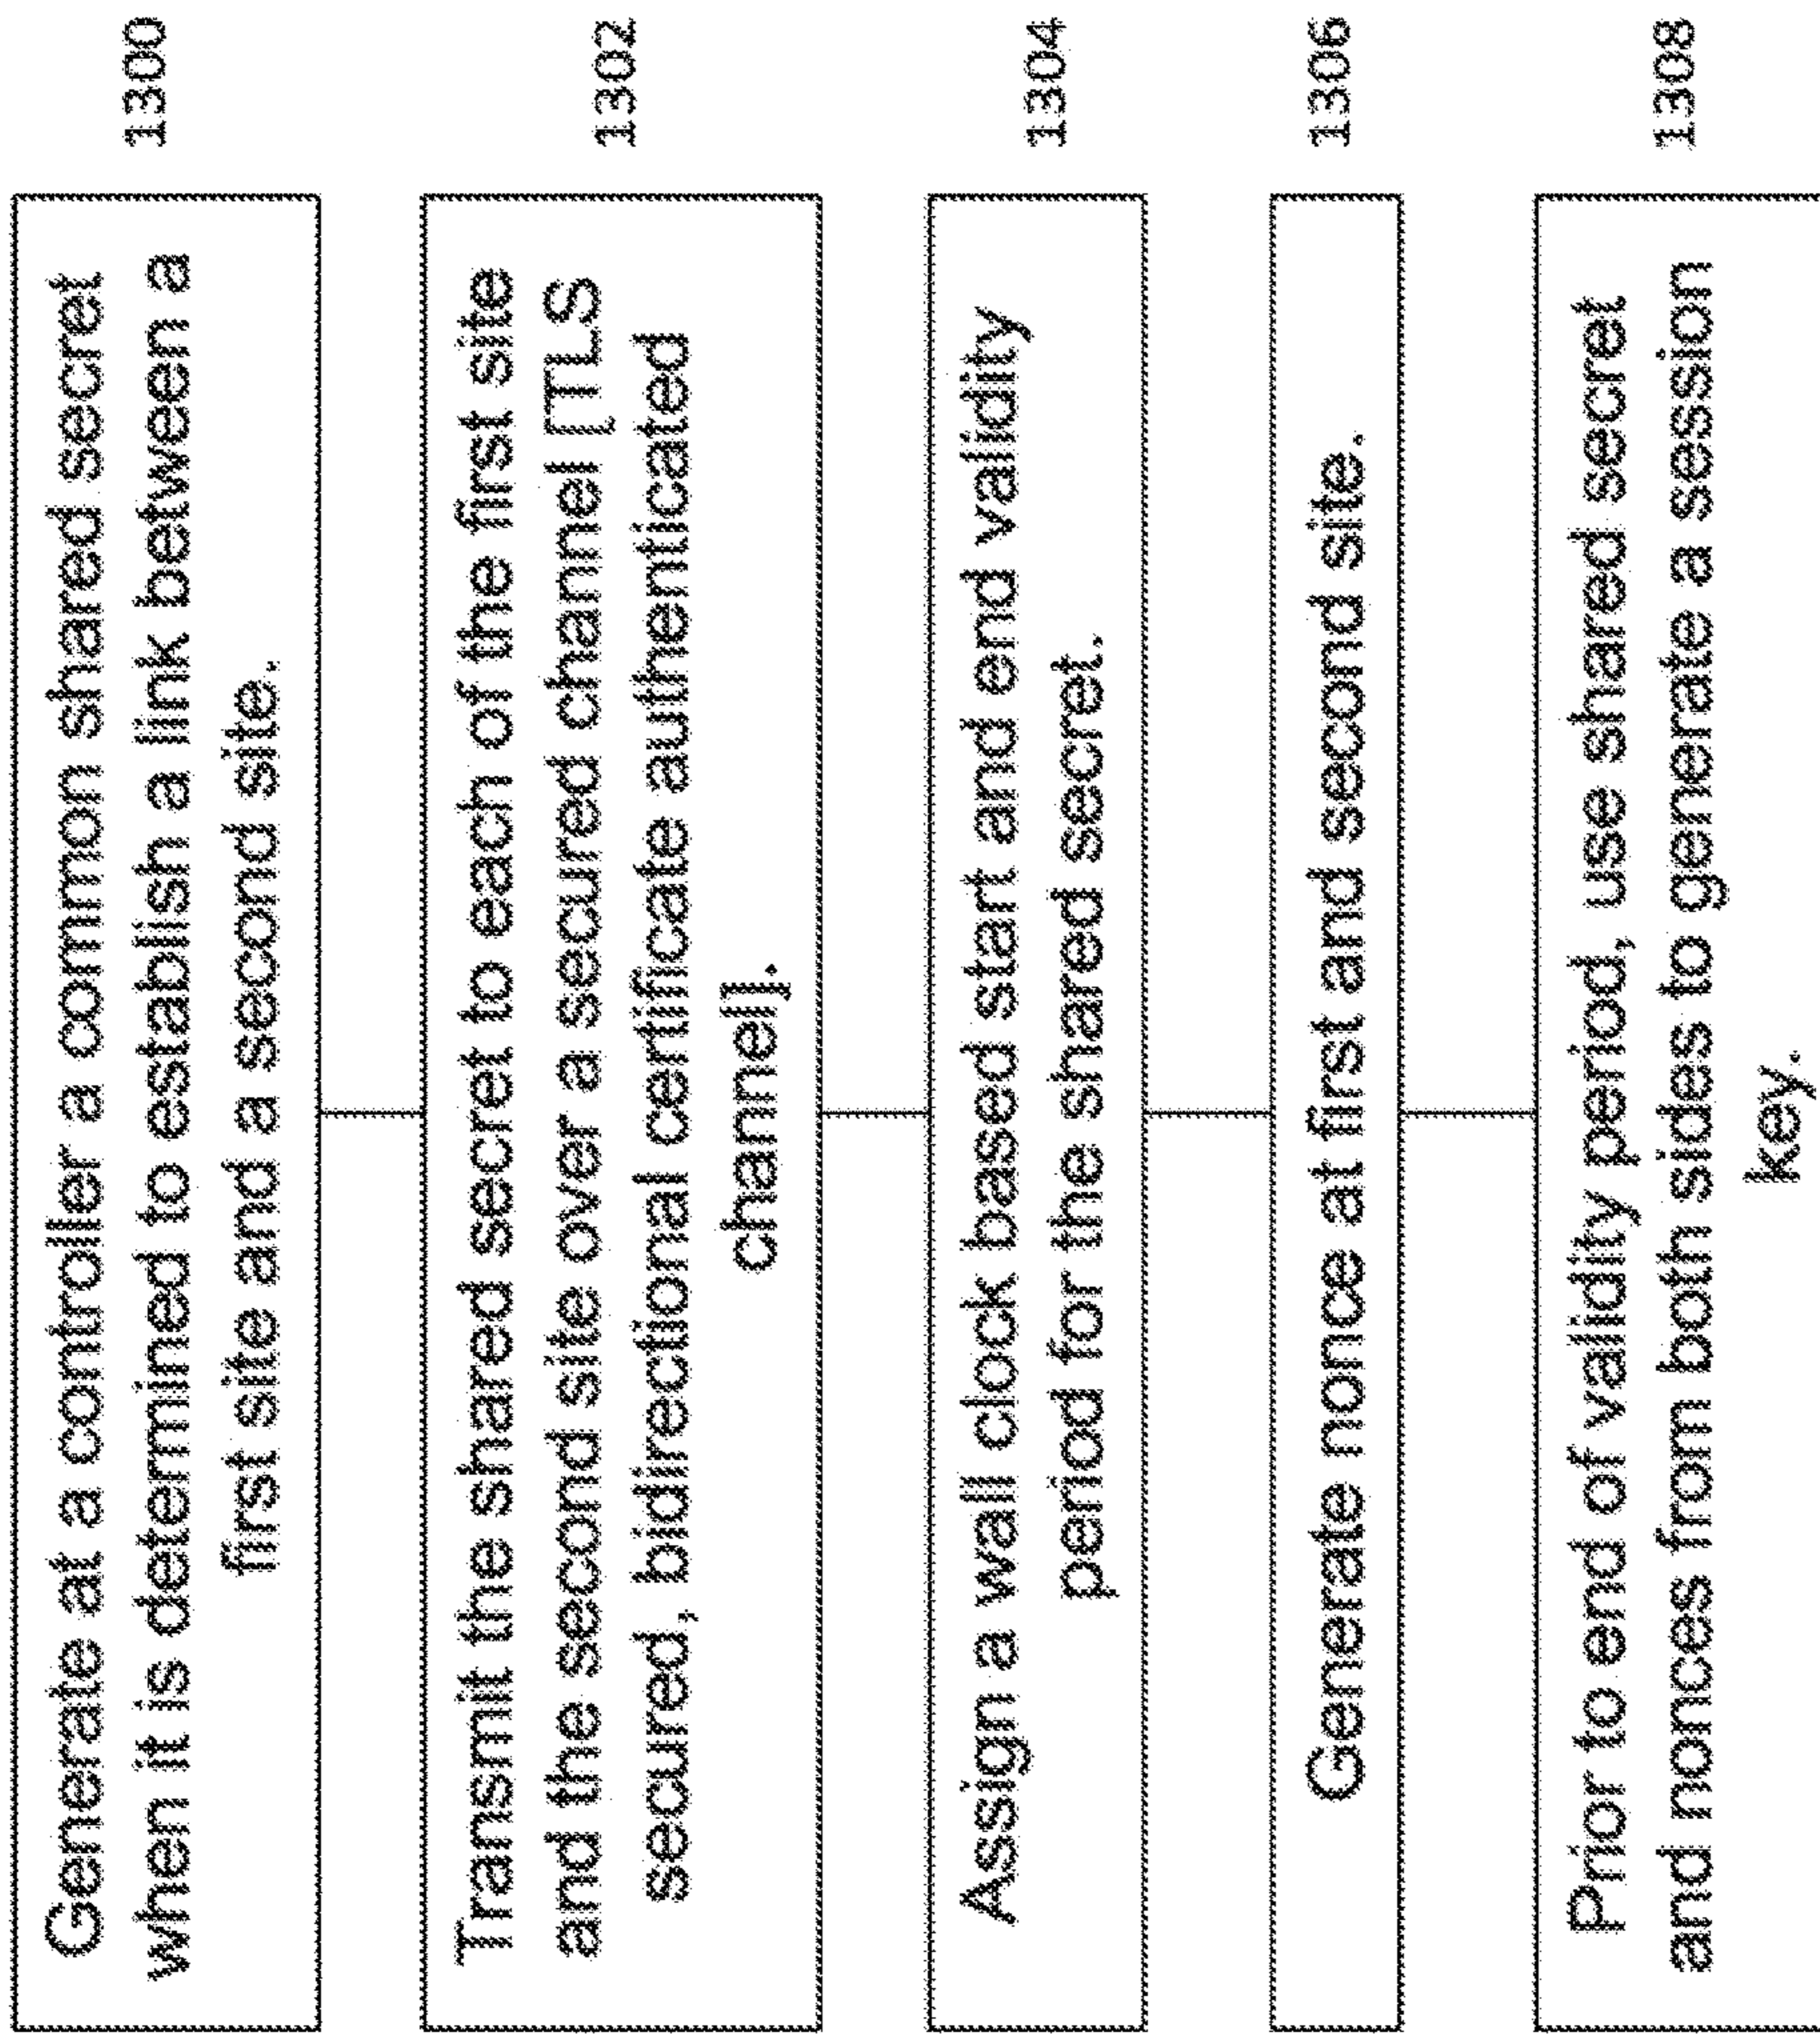 Generate at a controller a common shared secret
when it is determined to establish a link between a
first site and a second site.
1300
Transmit the shared secret to each of the first site
and the second site over a secured channel [TLS
secured, bidirectional certificate authenticated
channel].
1302
Assign a wall clock based start and end validity
period for the shared secret.
1304
Generate nonce at first and second site.
1306
Prior to end of validity period, use shared secret
and nonces from both sides to generate a session
key.
1308